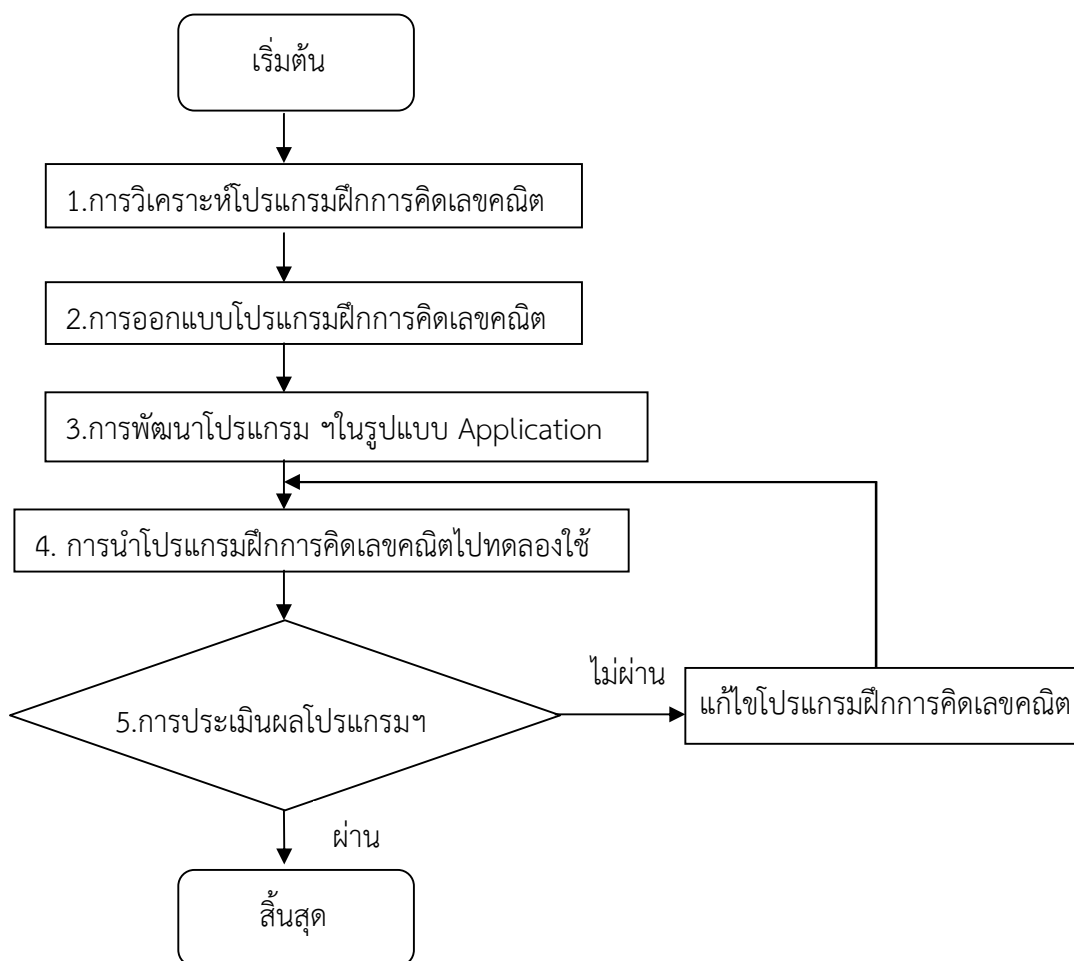 เริ่มต้น
1.การวิเคราะห์โปรแกรมฝึกการคิดเลขคณิต
2.การออกแบบโปรแกรมฝึกการคิดเลขคณิต
3.การพัฒนาโปรแกรม ฯในรูปแบบ Application
4. การนำโปรแกรมฝึกการคิดเลขคณิตไปทดลองใช้
5.การประเมินผลโปรแกรมฯ
ไม่ผ่าน
แก้ไขโปรแกรมฝึกการคิดเลขคณิต
ผ่าน
สิ้นสุด